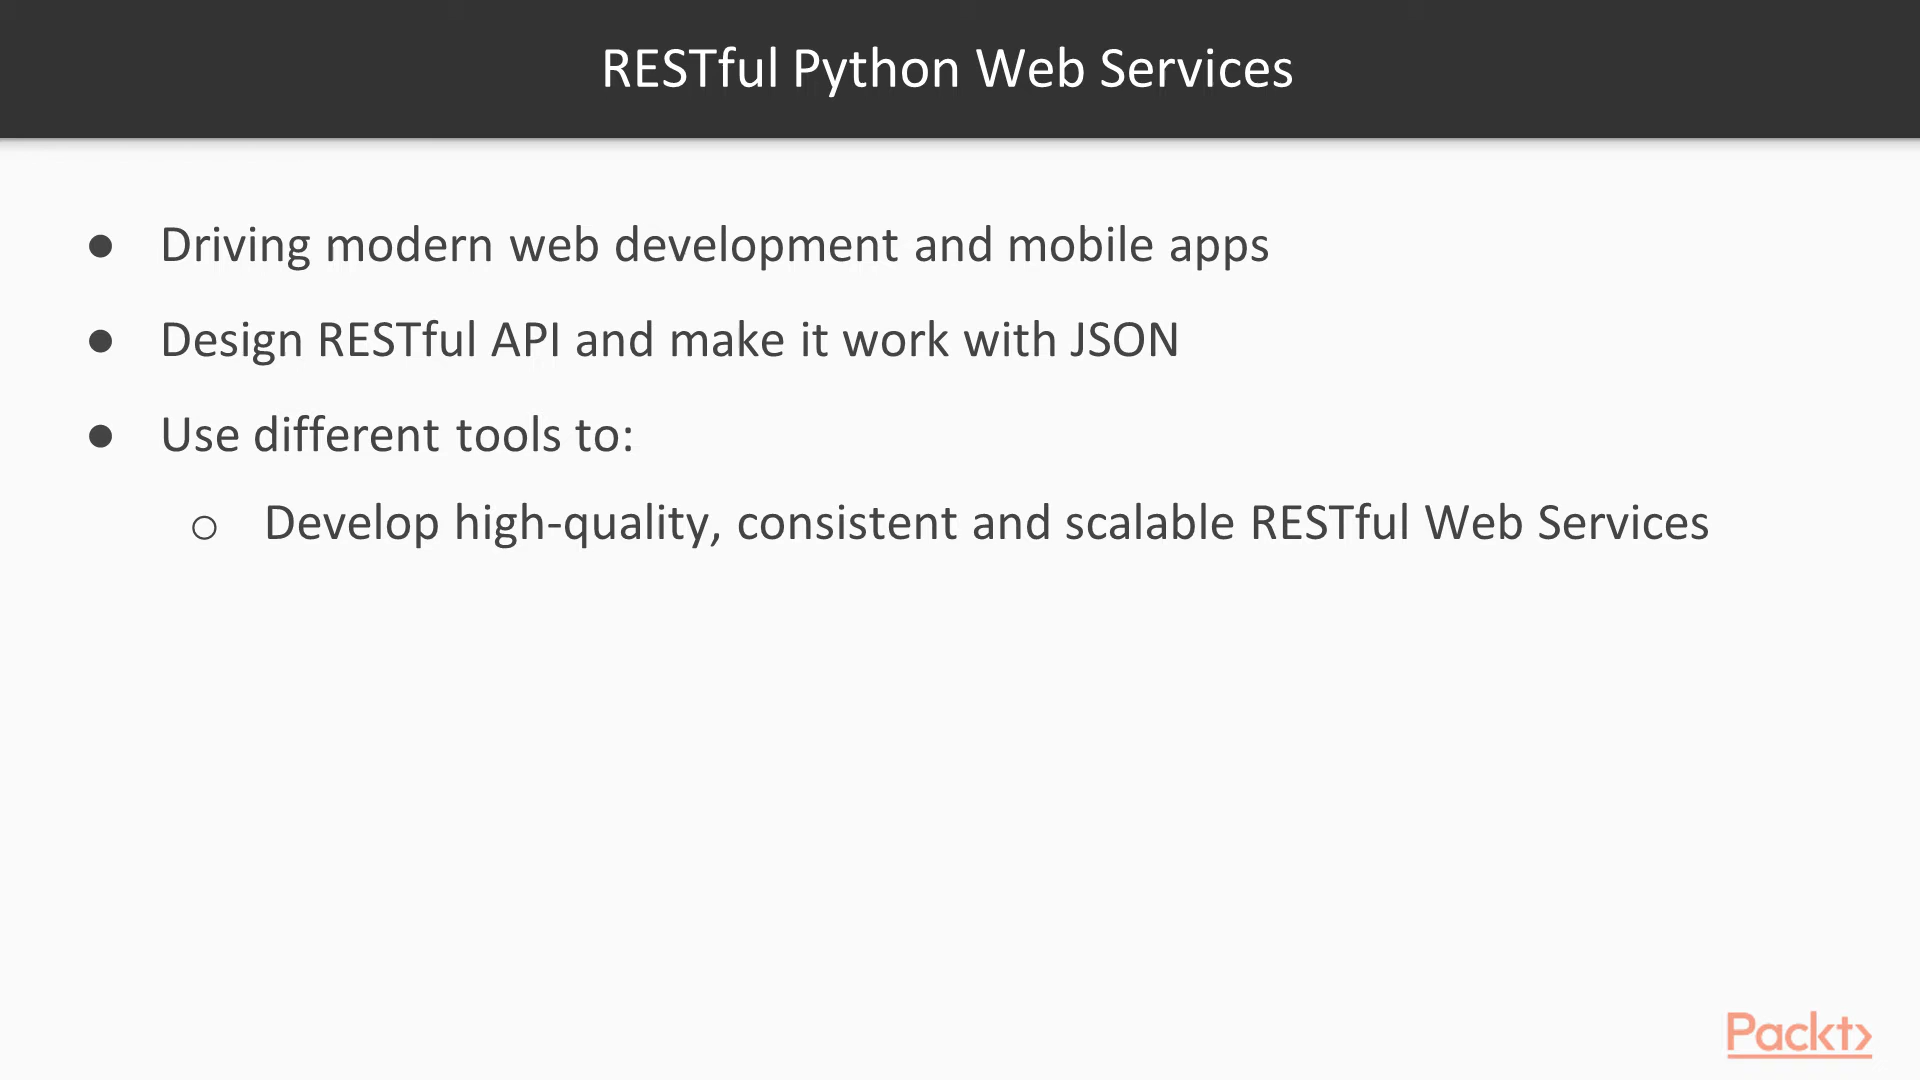 RESTful Python Web Services
● Driving modern web development and mobile apps
● Design RESTful API and make it work with JSON
● Use different tools to:
○ Develop high-quality, consistent and scalable RESTful Web Services
Packt>